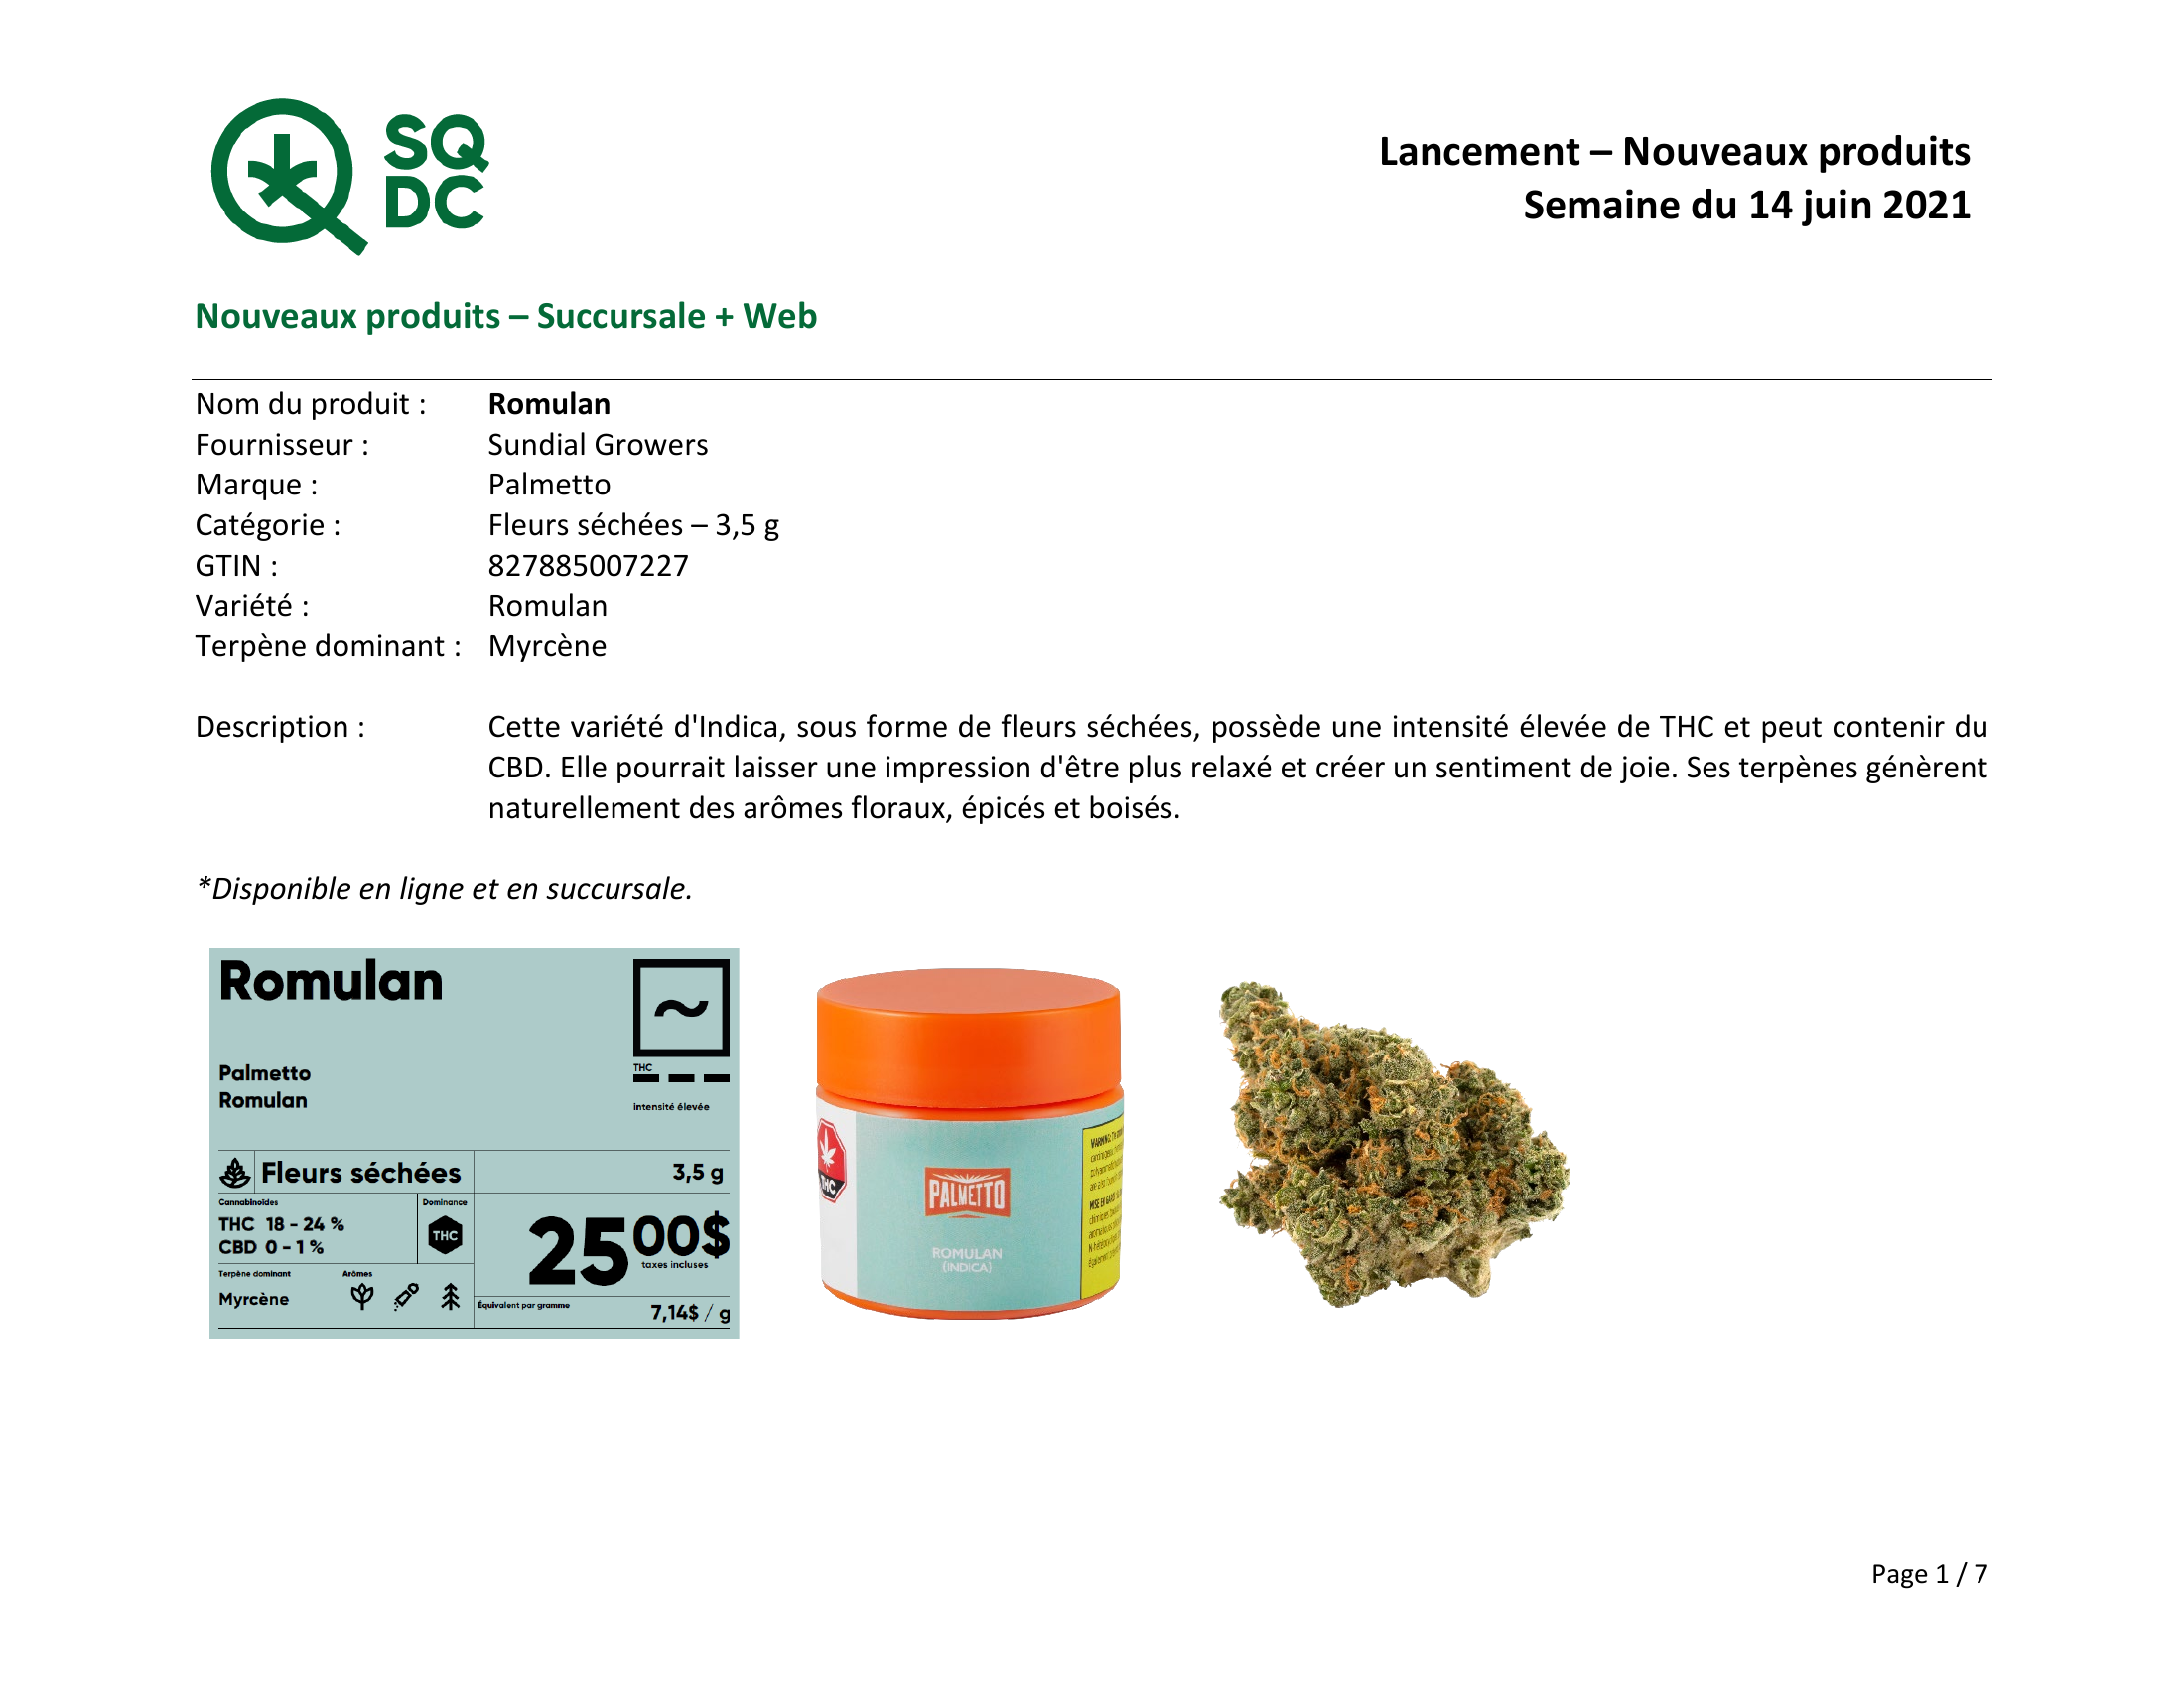 SQ
DC
Lancement – Nouveaux produits
Semaine du 14 juin 2021
Nouveaux produits – Succursale + Web
Nom du produit : Romulan
Fournisseur : Sundial Growers
Marque : Palmetto
Catégorie : Fleurs séchées – 3,5 g
GTIN : 827885007227
Variété : Romulan
Terpène dominant : Myrcène
Description : Cette variété d'Indica, sous forme de fleurs séchées, possède une intensité élevée de THC et peut contenir du
CBD. Elle pourrait laisser une impression d'être plus relaxé et créer un sentiment de joie. Ses terpènes génèrent
naturellement des arômes floraux, épicés et boisés.
*Disponible en ligne et en succursale.
Romulan
THC
intensité élevée
Palmetto
Romulan
Fleurs séchées 3,5 g
Cannabinoïdes Dominance
THC 18 - 24 %
CBD 0 - 1 %
THC
25 00$
taxes incluses
Terpène dominant Arômes
Myrcène
Équivalent par gramme
7,14$ / g
THC
PALMETTO
ROMULAN
(INDICA)
WARNING:
MISE EN GARDE
Page 1 / 7